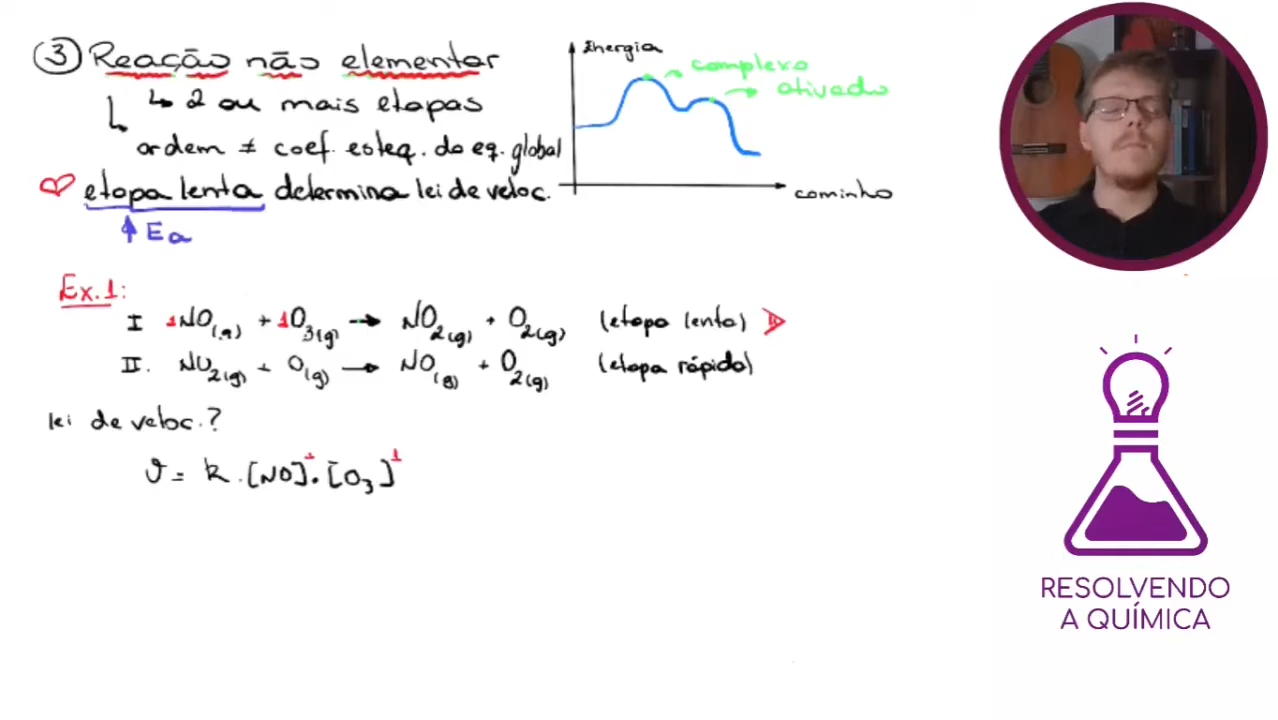 3 Reação não elementar
↳ 2 ou mais etapas
↳ ordem ≠ coef. esteq. da eq. global
♡ etapa lenta determina lei de veloc.
↑ Ea
Energia
complexo
ativado
caminho
Ex.1:
I 1NO(g) + 1O3(g) → NO2(g) + O2(g) (etapa lenta)
II. NO2(g) + O(g) → NO(g) + O2(g) (etapa rápida)
lei de veloc.?
v = k . [NO]¹ . [O3]¹
RESOLVENDO
A QUÍMICA